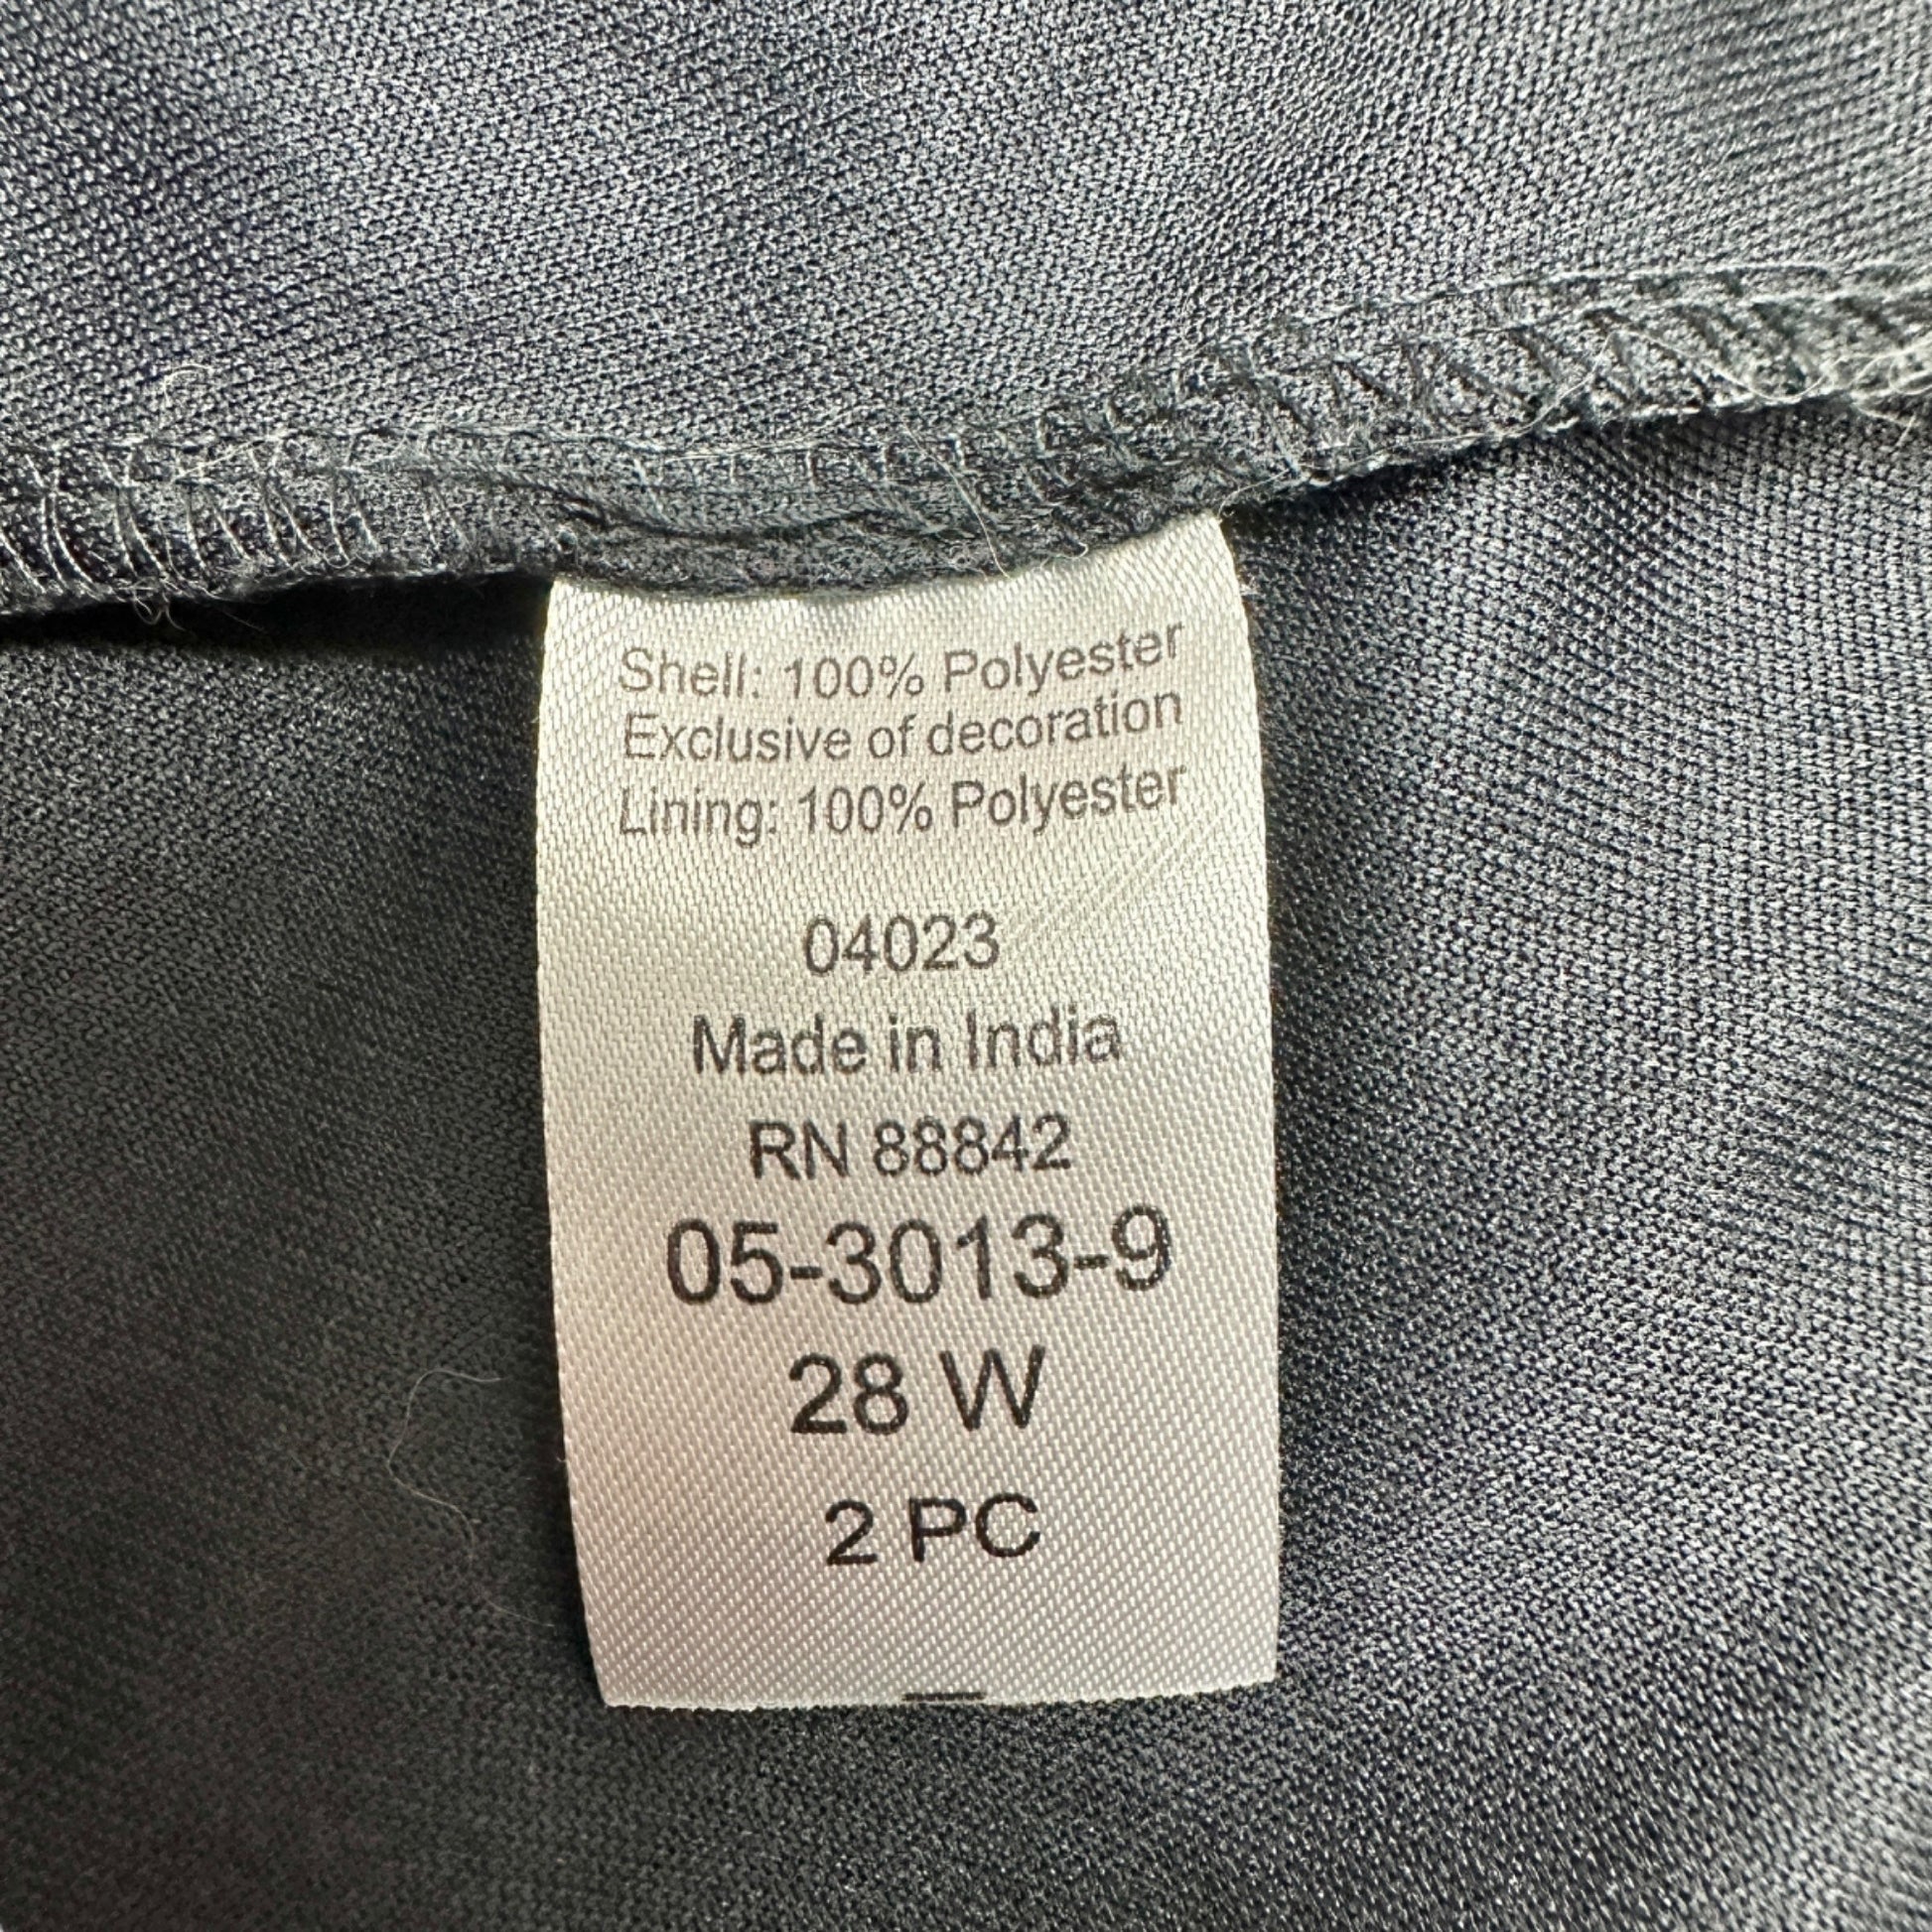 Shell: 100% Polyester
Exclusive of decoration
Lining: 100% Polyester
04023
Made in India
RN 88842
05-3013-9
28 W
2 PC